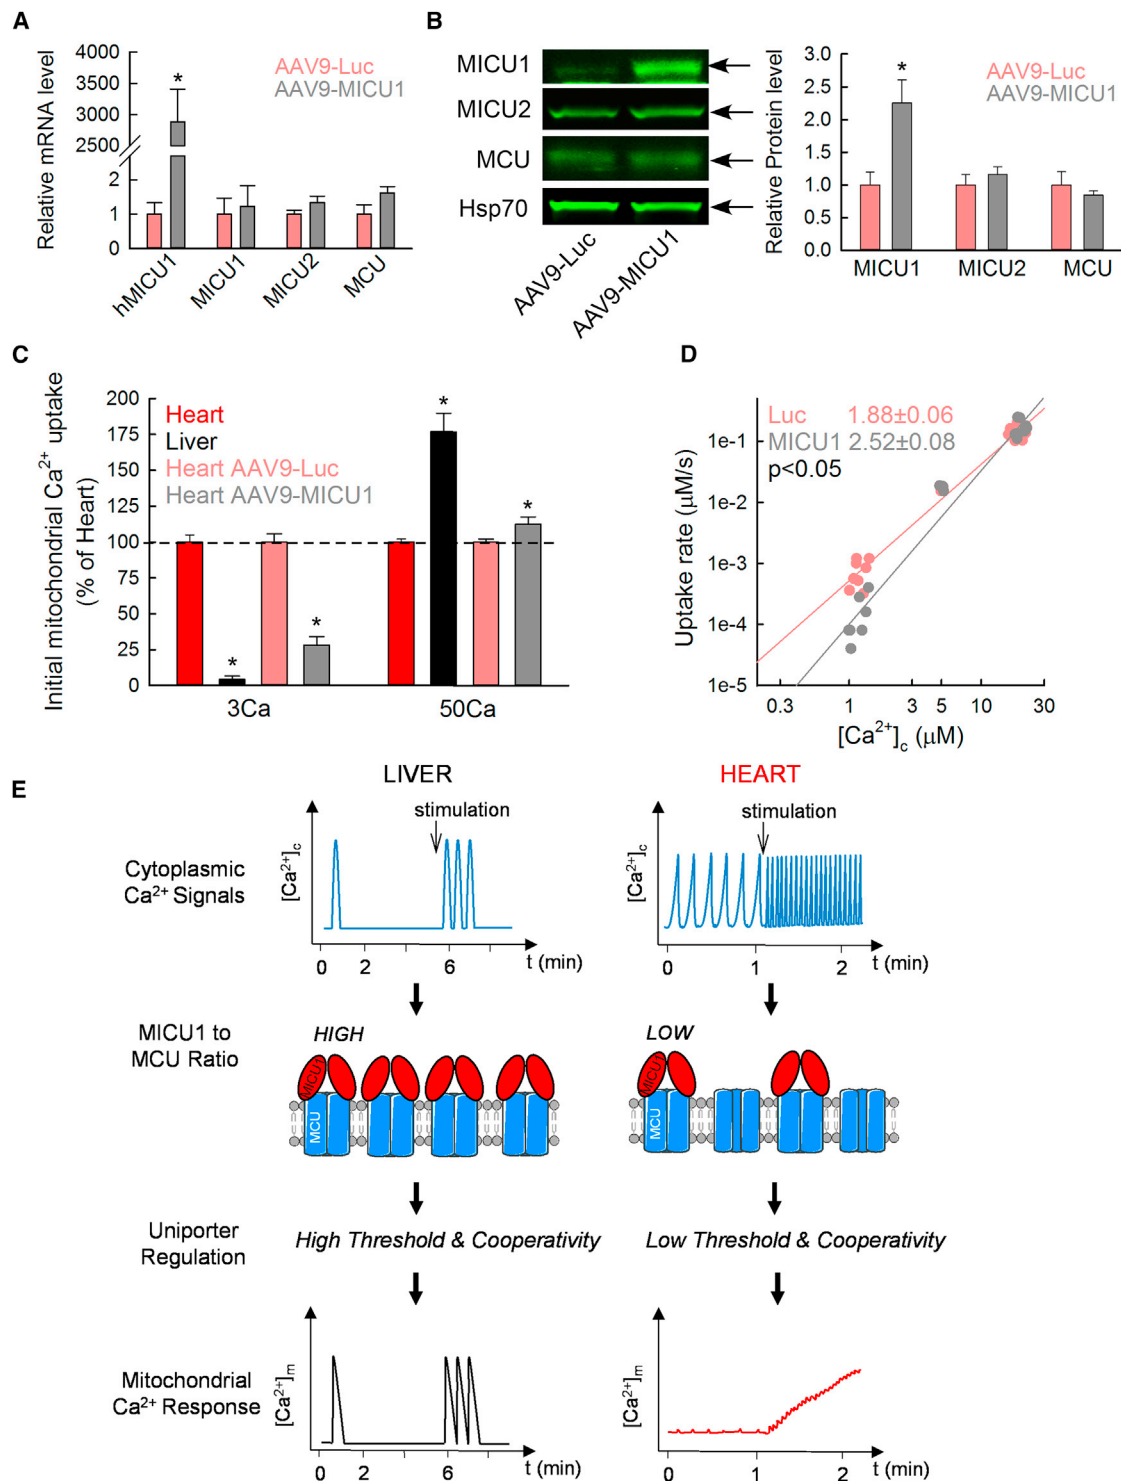 A
Relative mRNA level
4000
3500
3000
2500
2
1
0
AAV9-Luc
AAV9-MICU1
*
hMICU1
MICU1
MICU2
MCU
B
MICU1
MICU2
MCU
Hsp70
AAV9-Luc
AAV9-MICU1
Relative Protein level
3.0
2.5
2.0
1.5
1.0
0.5
0.0
AAV9-Luc
AAV9-MICU1
*
MICU1
MICU2
MCU
C
Initial mitochondrial Ca²⁺ uptake
(% of Heart)
200
175
150
125
100
75
50
25
0
Heart
Liver
Heart AAV9-Luc
Heart AAV9-MICU1
*
*
*
*
3Ca
50Ca
D
Uptake rate (µM/s)
1e-1
1e-2
1e-3
1e-4
1e-5
Luc 1.88±0.06
MICU1 2.52±0.08
p<0.05
0.3
1
3
5
10
30
[Ca²⁺]c (µM)
E
LIVER
HEART
Cytoplasmic
Ca²⁺ Signals
[Ca²⁺]c
stimulation
0
2
6
t (min)
[Ca²⁺]c
stimulation
0
1
2
t (min)
MICU1 to
MCU Ratio
HIGH
MICU1
MCU
LOW
MICU1
MCU
Uniporter
Regulation
High Threshold & Cooperativity
Low Threshold & Cooperativity
Mitochondrial
Ca²⁺ Response
[Ca²⁺]m
0
2
6
t (min)
[Ca²⁺]m
0
1
2
t (min)